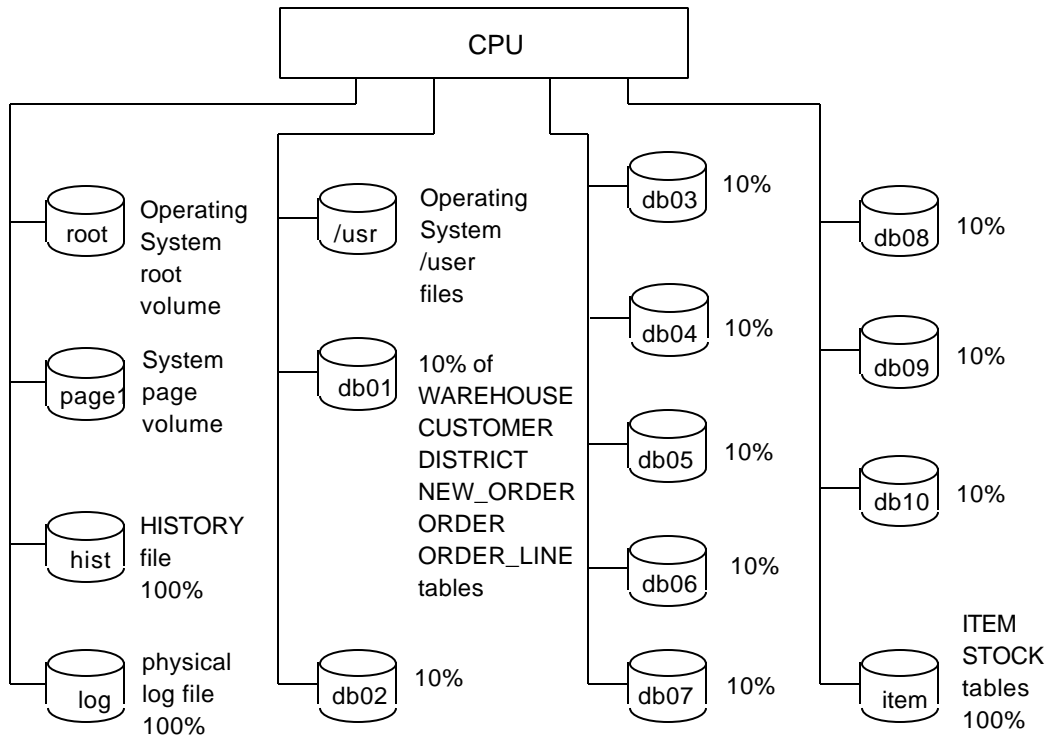 CPU
root
Operating
System
root
volume
page1
System
page
volume
hist
HISTORY
file
100%
log
physical
log file
100%
/usr
Operating
System
/user
files
db01
10% of
WAREHOUSE
CUSTOMER
DISTRICT
NEW_ORDER
ORDER
ORDER_LINE
tables
db02
10%
db03
10%
db04
10%
db05
10%
db06
10%
db07
10%
db08
10%
db09
10%
db10
10%
item
ITEM
STOCK
tables
100%